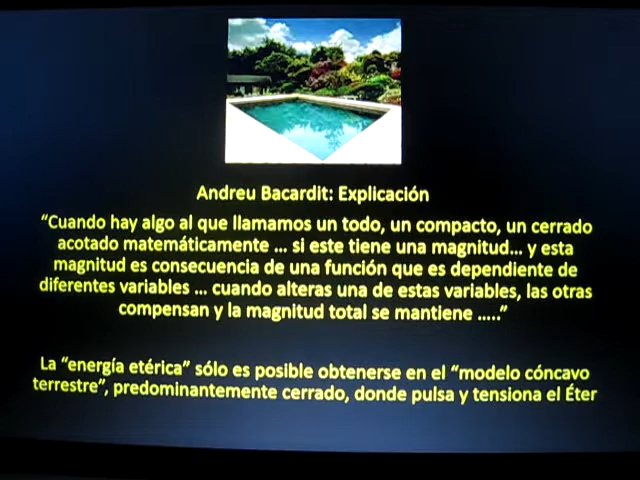 Andreu Bacardit: Explicación
“Cuando hay algo al que llamamos un todo, un compacto, un cerrado
acotado matemáticamente ... si este tiene una magnitud... y esta
magnitud es consecuencia de una función que es dependiente de
diferentes variables ... cuando alteras una de estas variables, las otras
compensan y la magnitud total se mantiene .....”
La “energía etérica” sólo es posible obtenerse en el “modelo cóncavo
terrestre”, predominantemente cerrado, donde pulsa y tensiona el Éter